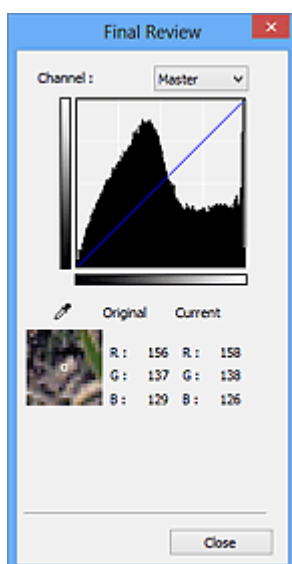 Final Review
Channel : Master
Original Current
R : 156 R : 158
G : 137 G : 138
B : 129 B : 126
Close